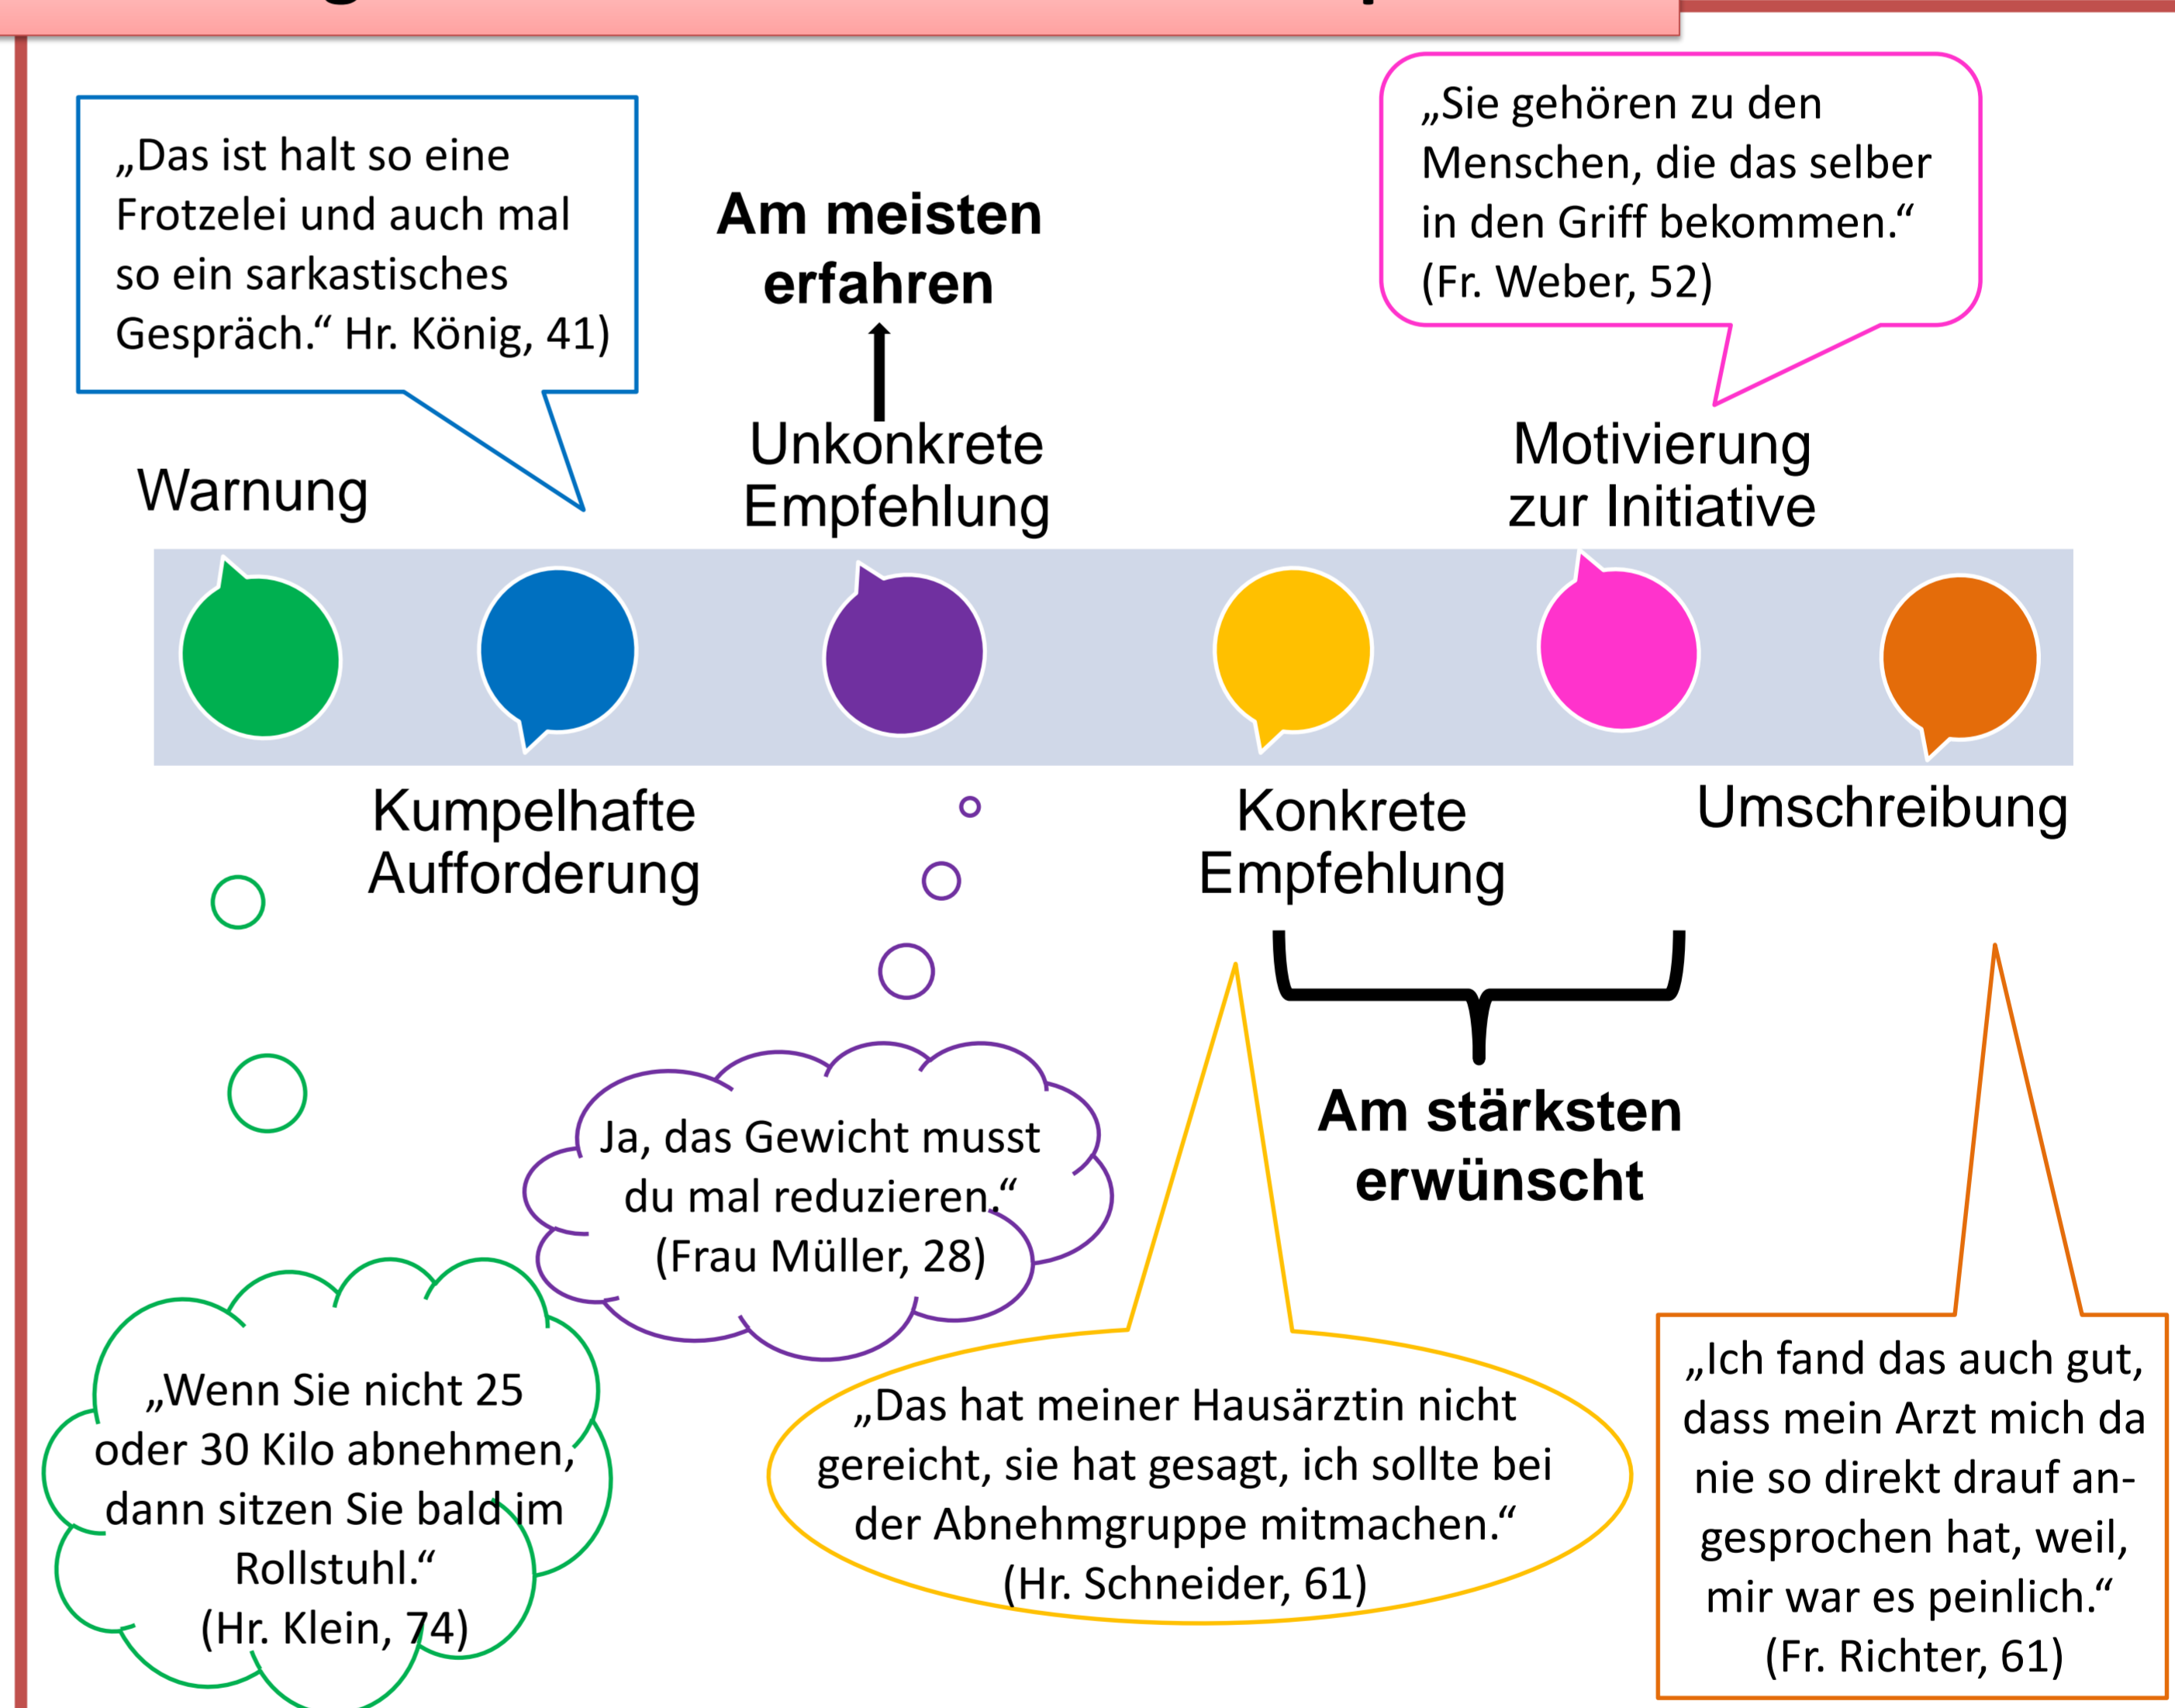 „Das ist halt so eine
Frotzelei und auch mal
so ein sarkastisches
Gespräch.“ Hr. König, 41)
„Sie gehören zu den
Menschen, die das selber
in den Griff bekommen.“
(Fr. Weber, 52)
Am meisten
erfahren
Warnung
Unkonkrete
Empfehlung
Motivierung
zur Initiative
Kumpelhafte
Aufforderung
Konkrete
Empfehlung
Umschreibung
Am stärksten
erwünscht
Ja, das Gewicht musst
du mal reduzieren.“
(Frau Müller, 28)
„Wenn Sie nicht 25
oder 30 Kilo abnehmen,
dann sitzen Sie bald im
Rollstuhl.“
(Hr. Klein, 74)
„Das hat meiner Hausärztin nicht
gereicht, sie hat gesagt, ich sollte bei
der Abnehmgruppe mitmachen.“
(Hr. Schneider, 61)
„Ich fand das auch gut,
dass mein Arzt mich da
nie so direkt drauf an-
gesprochen hat, weil,
mir war es peinlich.“
(Fr. Richter, 61)